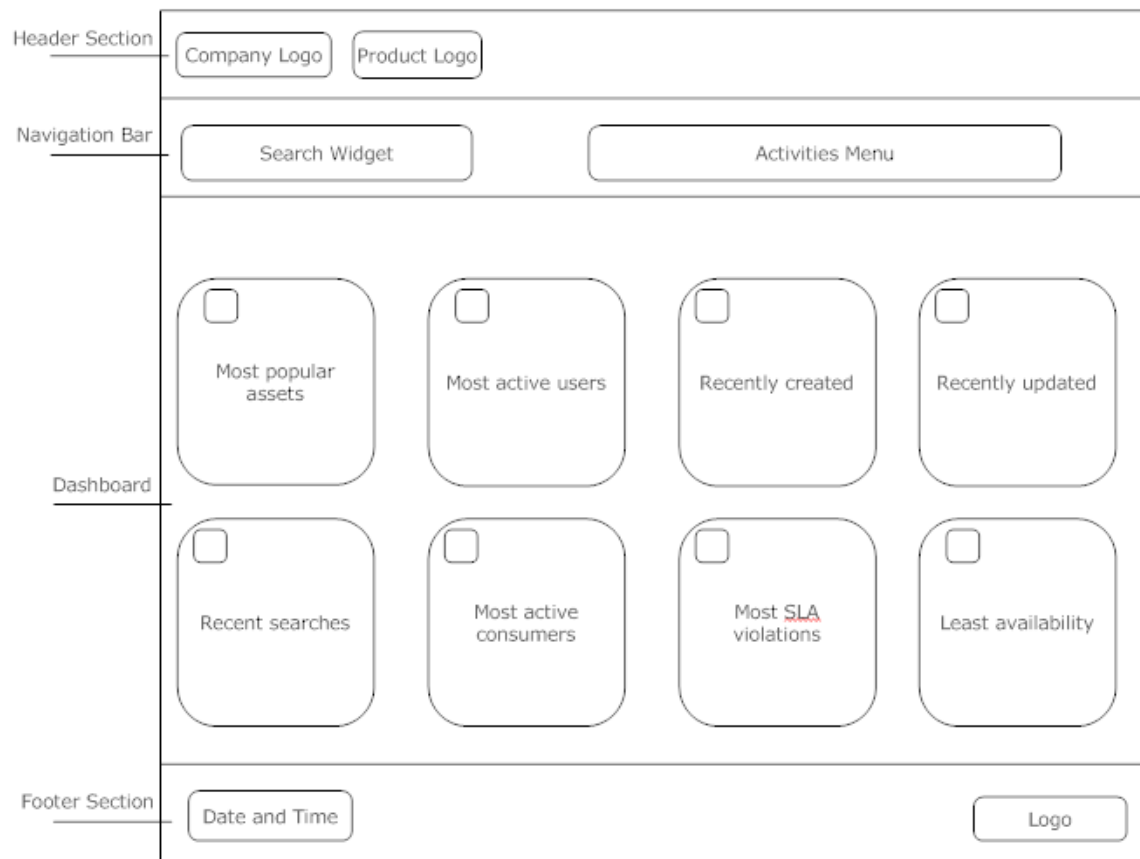 Header Section
Company Logo
Product Logo
Navigation Bar
Search Widget
Activities Menu
Dashboard
Most popular
assets
Most active users
Recently created
Recently updated
Recent searches
Most active
consumers
Most SLA
violations
Least availability
Footer Section
Date and Time
Logo